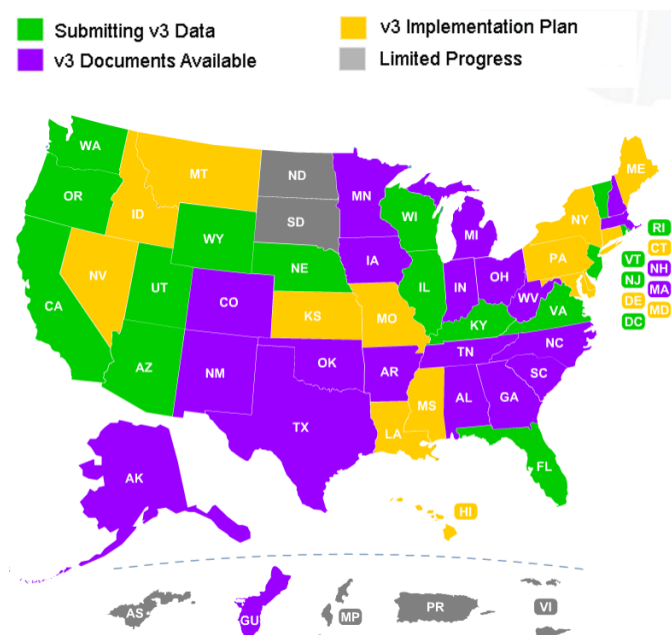 Submitting v3 Data
v3 Implementation Plan
v3 Documents Available
Limited Progress
WA
MT
ND
MN
ME
OR
ID
SD
WI
MI
NY
WY
RI
CT
VT
NH
NJ
MA
DE
MD
DC
NV
UT
NE
IA
PA
CA
CO
IL
IN
OH
WV
VA
KS
MO
KY
AZ
NM
OK
AR
TN
NC
SC
TX
MS
AL
GA
LA
FL
AK
HI
AS
GU
MP
PR
VI